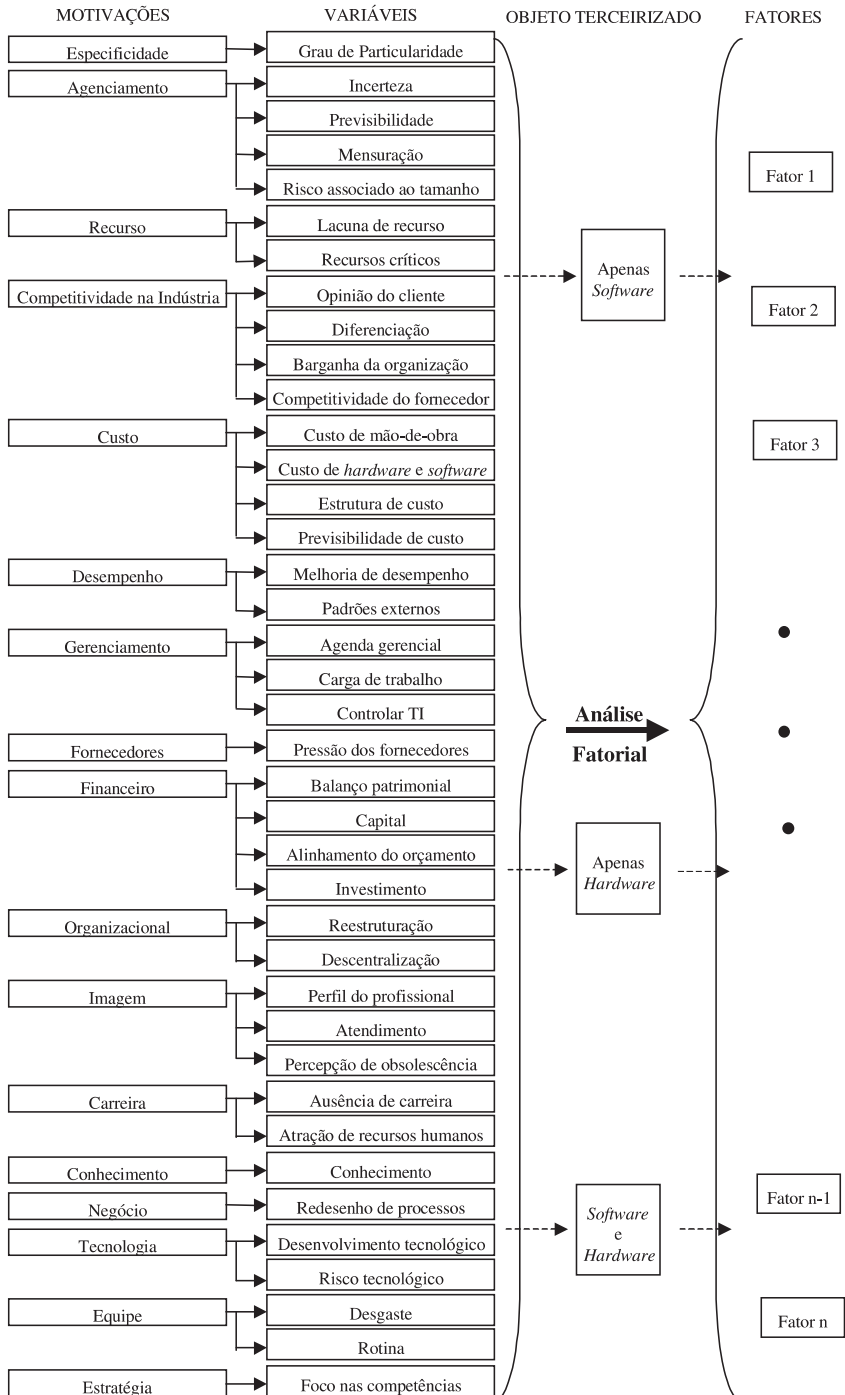 MOTIVAÇÕES
VARIÁVEIS
OBJETO TERCEIRIZADO
FATORES
Especificidade
Grau de Particularidade
Agenciamento
Incerteza
Previsibilidade
Mensuração
Risco associado ao tamanho
Recurso
Lacuna de recurso
Recursos críticos
Competitividade na Indústria
Opinião do cliente
Diferenciação
Barganha da organização
Competitividade do fornecedor
Custo
Custo de mão-de-obra
Custo de hardware e software
Estrutura de custo
Previsibilidade de custo
Desempenho
Melhoria de desempenho
Padrões externos
Gerenciamento
Agenda gerencial
Carga de trabalho
Controlar TI
Fornecedores
Pressão dos fornecedores
Financeiro
Balanço patrimonial
Capital
Alinhamento do orçamento
Investimento
Organizacional
Reestruturação
Descentralização
Imagem
Perfil do profissional
Atendimento
Percepção de obsolescência
Carreira
Ausência de carreira
Atração de recursos humanos
Conhecimento
Conhecimento
Negócio
Redesenho de processos
Tecnologia
Desenvolvimento tecnológico
Risco tecnológico
Equipe
Desgaste
Rotina
Estratégia
Foco nas competências
Apenas
Software
Análise
Fatorial
Apenas
Hardware
Software
e
Hardware
Fator 1
Fator 2
Fator 3
Fator n-1
Fator n